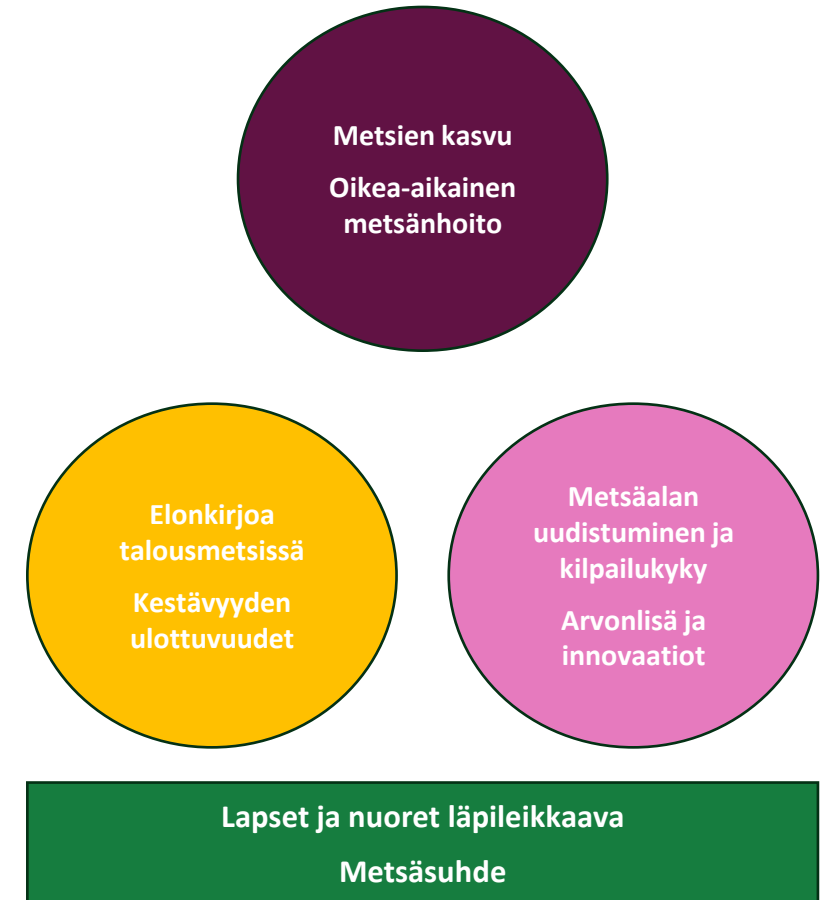 Metsien kasvu
Oikea-aikainen
metsänhoito
Elonkirjoa
talousmetsissä
Kestävyyden
ulottuvuudet
Metsäalan
uudistuminen ja
kilpailukyky
Arvonlisä ja
innovaatiot
Lapset ja nuoret läpileikkaava
Metsäsuhde